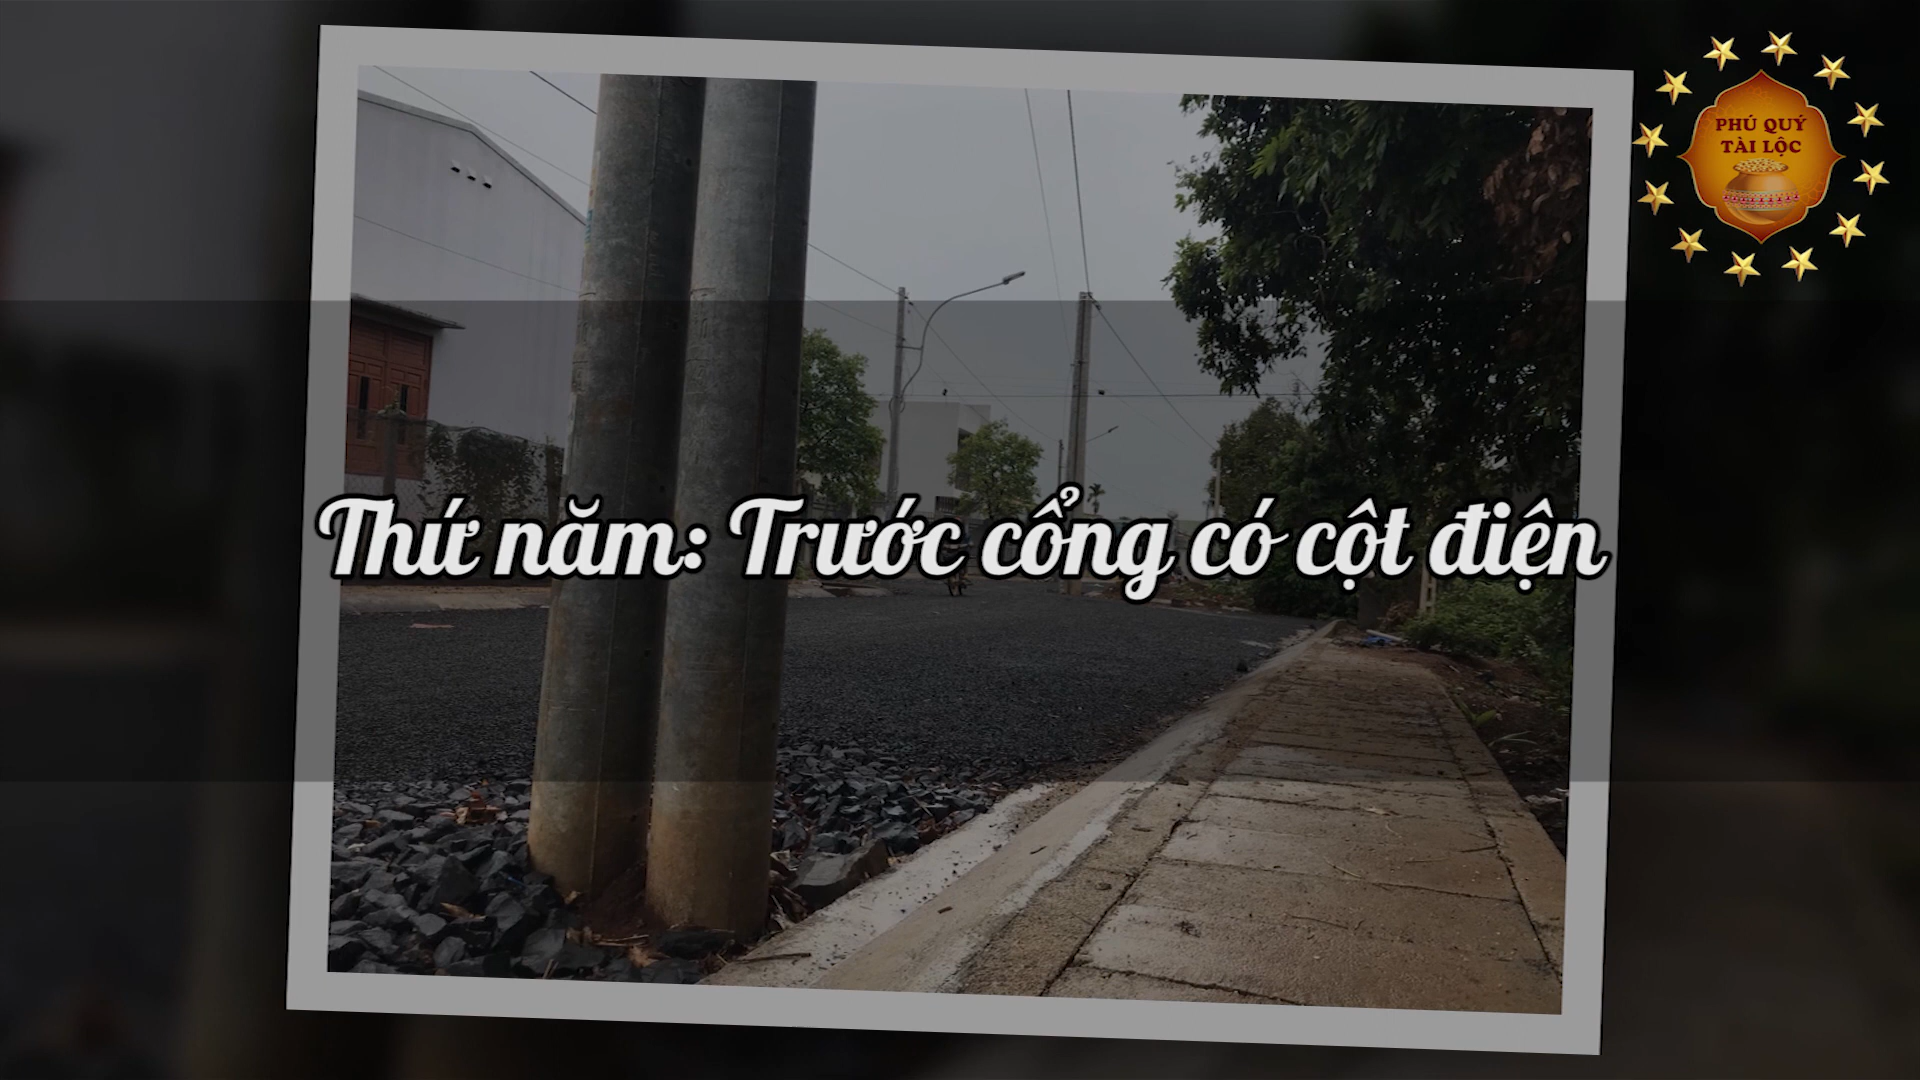 PHÚ QUÝ
TÀI LỘC
Thứ năm: Trước cổng có cột điện